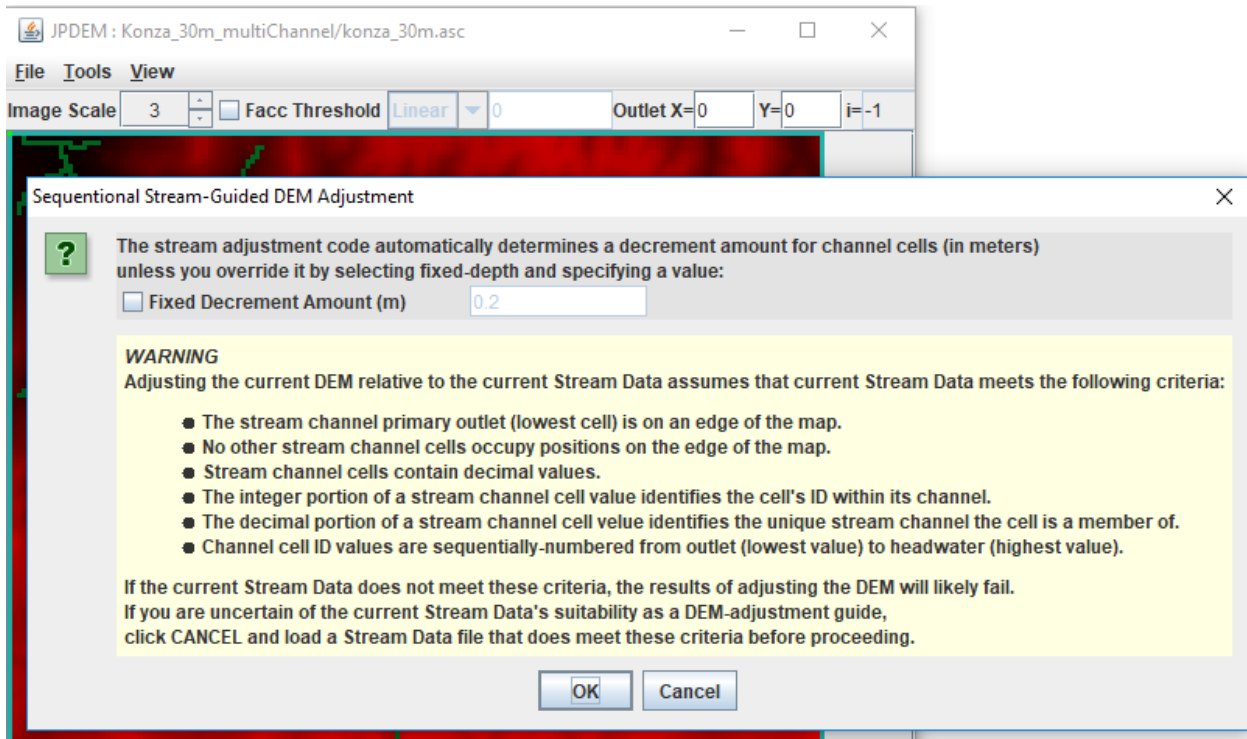 JPDEM : Konza_30m_multiChannel/konza_30m.asc
File Tools View
Image Scale 3 Facc Threshold Linear 0 Outlet X= 0 Y= 0 i= -1
Sequentional Stream-Guided DEM Adjustment
?
The stream adjustment code automatically determines a decrement amount for channel cells (in meters)
unless you override it by selecting fixed-depth and specifying a value:
Fixed Decrement Amount (m) 0.2
WARNING
Adjusting the current DEM relative to the current Stream Data assumes that current Stream Data meets the following criteria:
● The stream channel primary outlet (lowest cell) is on an edge of the map.
● No other stream channel cells occupy positions on the edge of the map.
● Stream channel cells contain decimal values.
● The integer portion of a stream channel cell value identifies the cell's ID within its channel.
● The decimal portion of a stream channel cell velue identifies the unique stream channel the cell is a member of.
● Channel cell ID values are sequentially-numbered from outlet (lowest value) to headwater (highest value).
If the current Stream Data does not meet these criteria, the results of adjusting the DEM will likely fail.
If you are uncertain of the current Stream Data's suitability as a DEM-adjustment guide,
click CANCEL and load a Stream Data file that does meet these criteria before proceeding.
OK Cancel